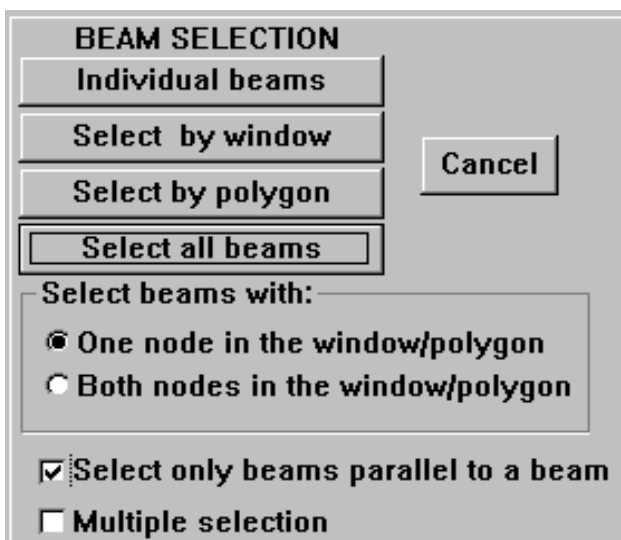 BEAM SELECTION
Individual beams
Select by window
Cancel
Select by polygon
Select all beams
Select beams with:
One node in the window/polygon
Both nodes in the window/polygon
Select only beams parallel to a beam
Multiple selection